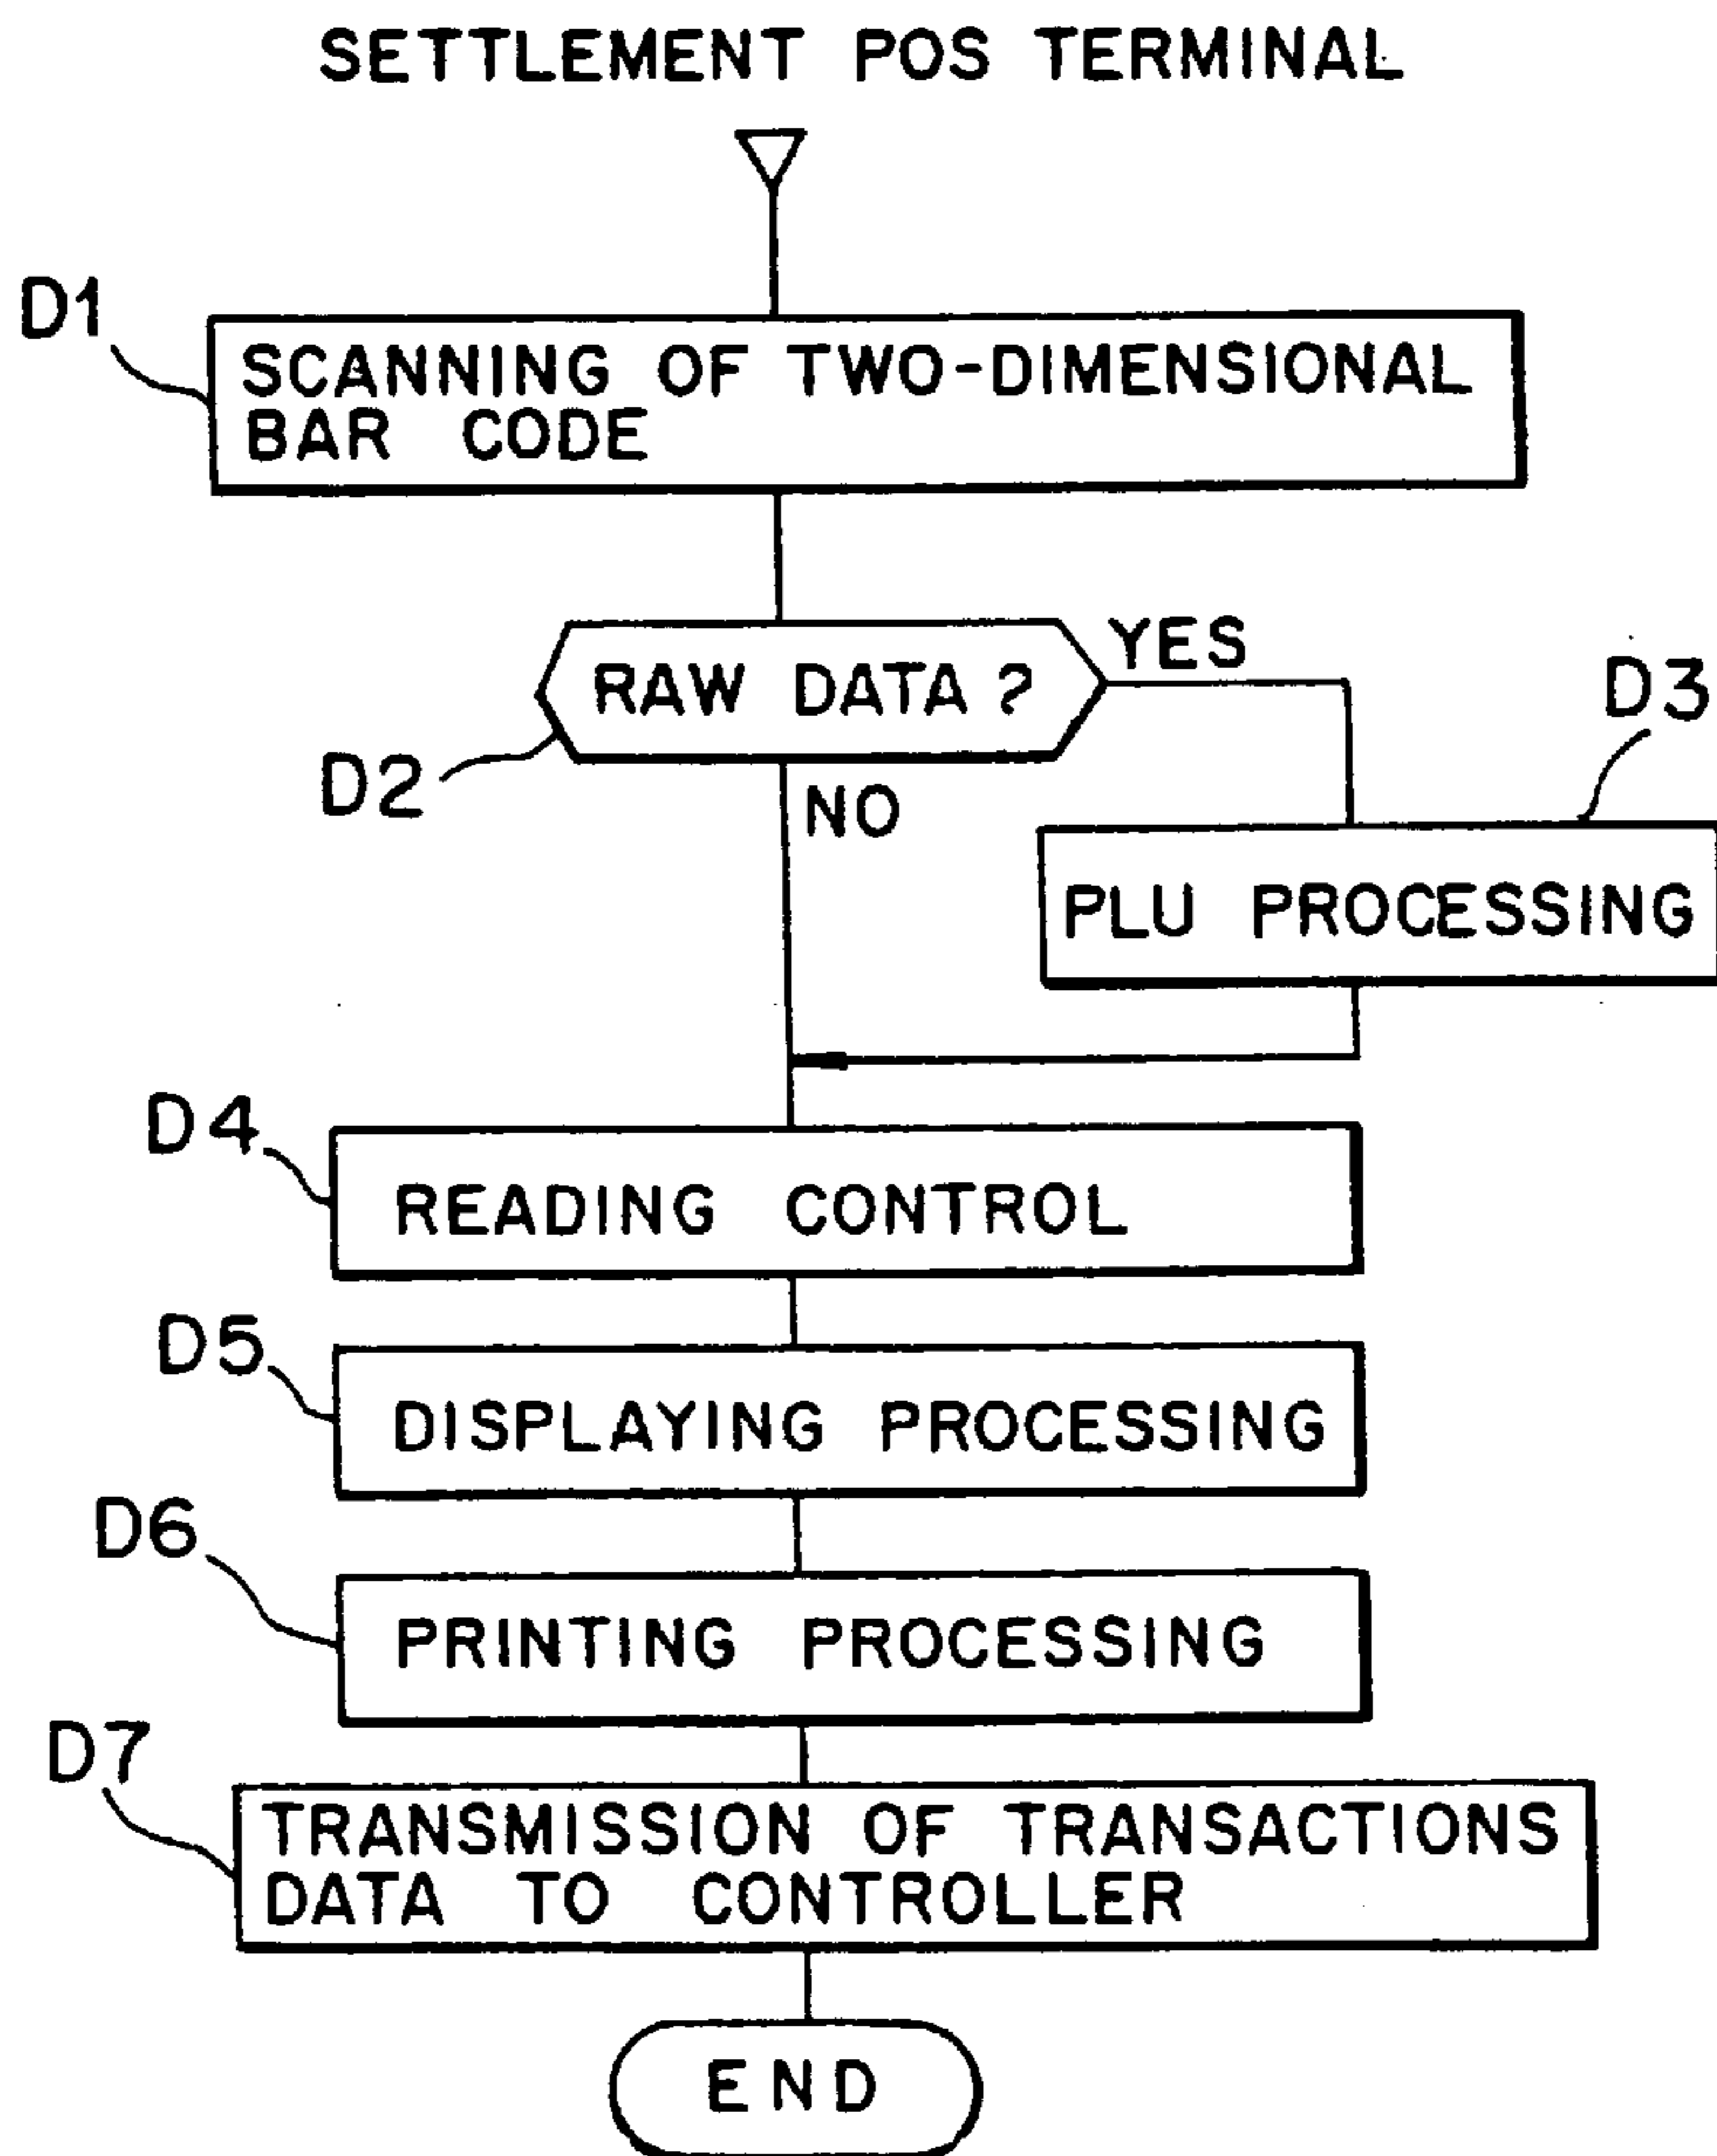 SETTLEMENT POS TERMINAL
D1
SCANNING OF TWO-DIMENSIONAL
BAR CODE
RAW DATA ?
YES
D2
NO
D3
PLU PROCESSING
D4
READING CONTROL
D5
DISPLAYING PROCESSING
D6
PRINTING PROCESSING
D7
TRANSMISSION OF TRANSACTIONS
DATA TO CONTROLLER
END